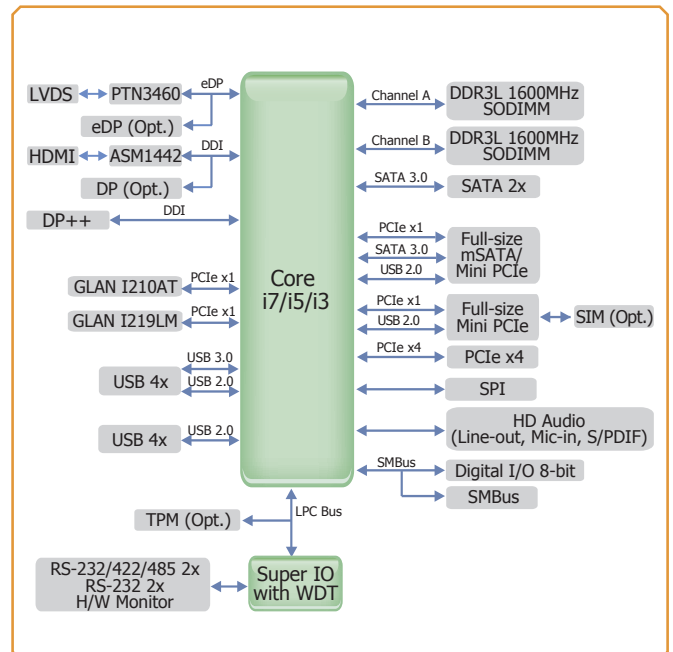 eDP
LVDS
PTN3460
eDP (Opt.)
DDI
HDMI
ASM1442
DP (Opt.)
DDI
DP++
PCIe x1
GLAN I210AT
PCIe x1
GLAN I219LM
USB 3.0
USB 4x
USB 2.0
USB 2.0
USB 4x
Core
i7/i5/i3
Channel A
DDR3L 1600MHz
SODIMM
Channel B
DDR3L 1600MHz
SODIMM
SATA 3.0
SATA 2x
PCIe x1
SATA 3.0
USB 2.0
Full-size
mSATA/
Mini PCIe
PCIe x1
USB 2.0
Full-size
Mini PCIe
SIM (Opt.)
PCIe x4
PCIe x4
SPI
HD Audio
(Line-out, Mic-in, S/PDIF)
SMBus
Digital I/O 8-bit
SMBus
LPC Bus
TPM (Opt.)
RS-232/422/485 2x
RS-232 2x
H/W Monitor
Super IO
with WDT